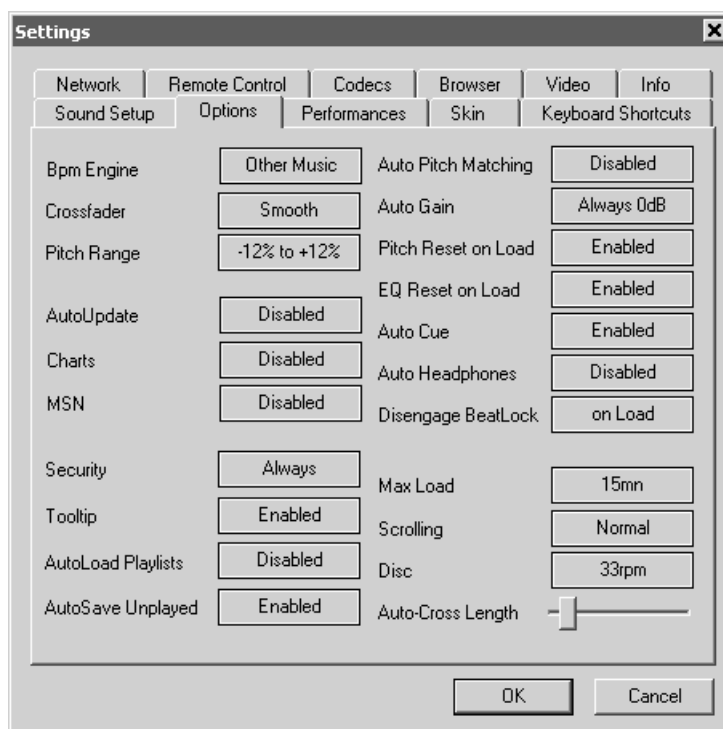 Settings
Network Remote Control Codecs Browser Video Info
Sound Setup Options Performances Skin Keyboard Shortcuts
Bpm Engine Other Music
Crossfader Smooth
Pitch Range -12% to +12%
AutoUpdate Disabled
Charts Disabled
MSN Disabled
Security Always
Tooltip Enabled
AutoLoad Playlists Disabled
AutoSave Unplayed Enabled
Auto Pitch Matching Disabled
Auto Gain Always 0dB
Pitch Reset on Load Enabled
EQ Reset on Load Enabled
Auto Cue Enabled
Auto Headphones Disabled
Disengage BeatLock on Load
Max Load 15mn
Scrolling Normal
Disc 33rpm
Auto-Cross Length
OK Cancel